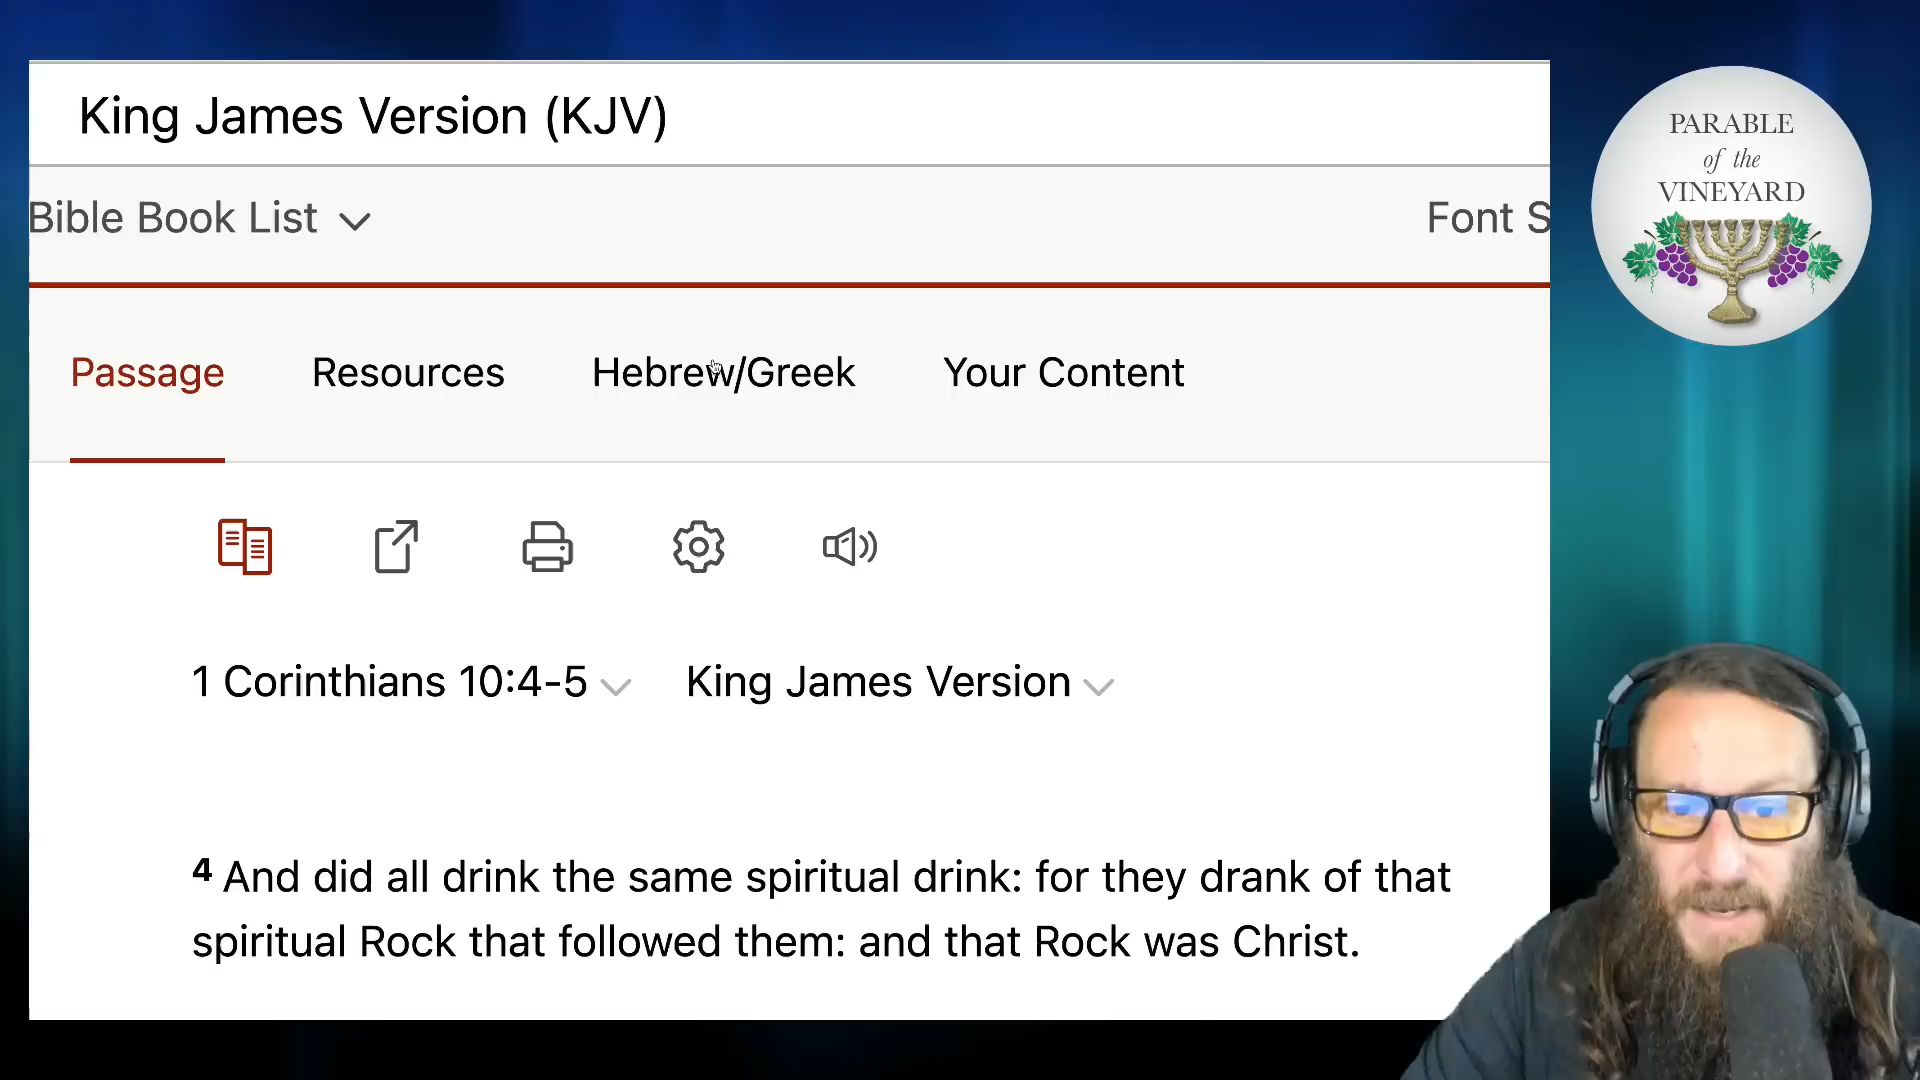 King James Version (KJV)
Bible Book List
Font S
Passage
Resources
Hebrew/Greek
Your Content
1 Corinthians 10:4-5
King James Version
4 And did all drink the same spiritual drink: for they drank of that
spiritual Rock that followed them: and that Rock was Christ.
PARABLE
of the
VINEYARD